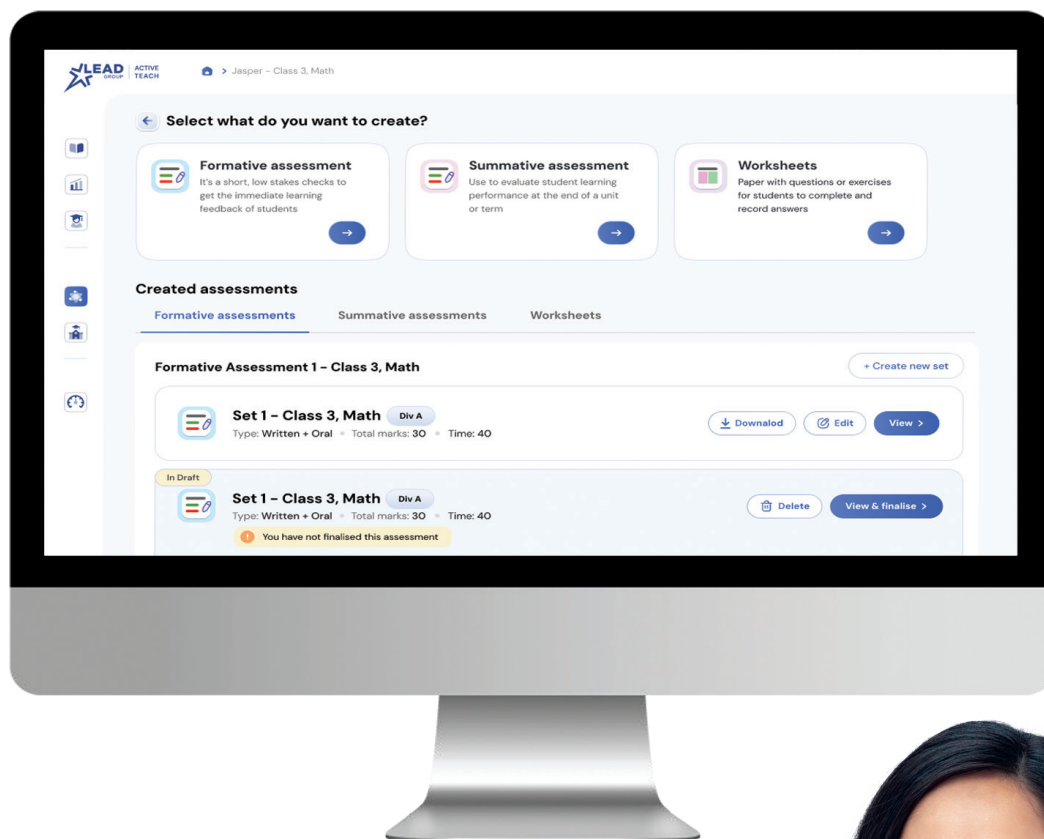 LEAD GROUP ACTIVE TEACH
> Jasper – Class 3, Math
Select what do you want to create?
Formative assessment
It's a short, low stakes checks to
get the immediate learning
feedback of students
Summative assessment
Use to evaluate student learning
performance at the end of a unit
or term
Worksheets
Paper with questions or exercises
for students to complete and
record answers
Created assessments
Formative assessments Summative assessments Worksheets
Formative Assessment 1 – Class 3, Math + Create new set
Set 1 – Class 3, Math Div A
Type: Written + Oral • Total marks: 30 • Time: 40
Downalod Edit View >
In Draft
Set 1 – Class 3, Math Div A
Type: Written + Oral • Total marks: 30 • Time: 40
Delete View & finalise >
! You have not finalised this assessment